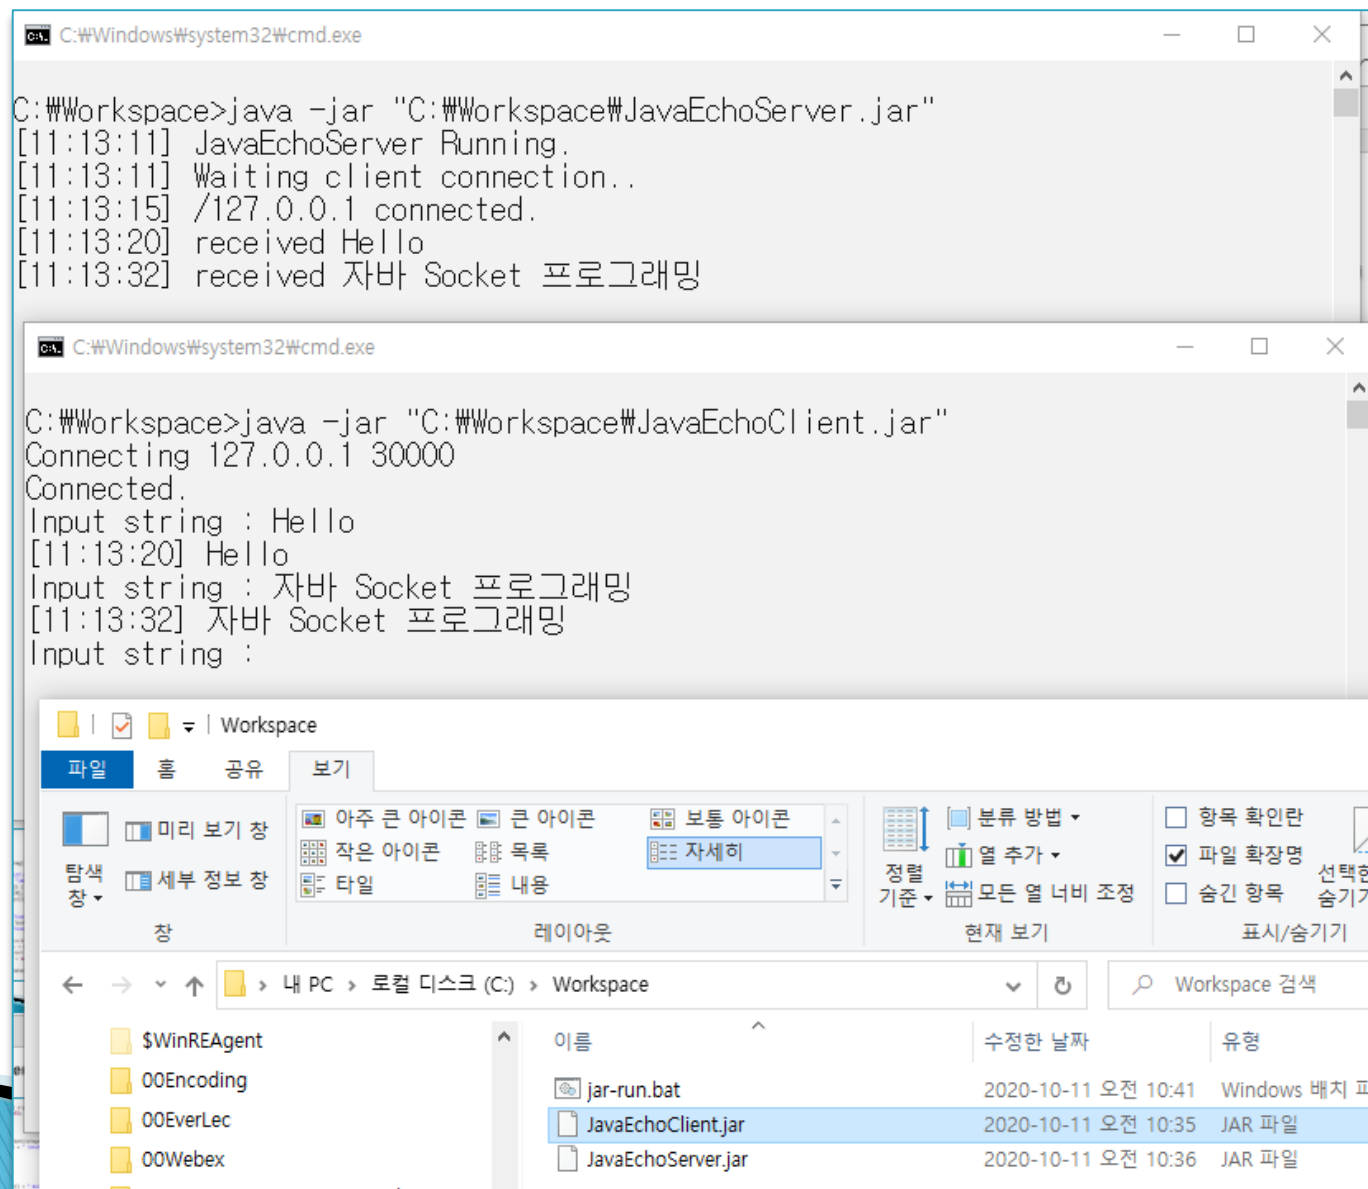 C:₩Windows₩system32₩cmd.exe
C:₩Workspace>java -jar "C:₩Workspace₩JavaEchoServer.jar"
[11:13:11] JavaEchoServer Running.
[11:13:11] Waiting client connection..
[11:13:15] /127.0.0.1 connected.
[11:13:20] received Hello
[11:13:32] received 자바 Socket 프로그래밍
C:₩Windows₩system32₩cmd.exe
C:₩Workspace>java -jar "C:₩Workspace₩JavaEchoClient.jar"
Connecting 127.0.0.1 30000
Connected.
Input string : Hello
[11:13:20] Hello
Input string : 자바 Socket 프로그래밍
[11:13:32] 자바 Socket 프로그래밍
Input string :
Workspace
파일 홈 공유 보기
아주 큰 아이콘 큰 아이콘 보통 아이콘 분류 방법 항목 확인란
미리 보기 창 작은 아이콘 목록 자세히 열 추가 파일 확장명
탐색 창 세부 정보 창 타일 내용 정렬 기준 모든 열 너비 조정 숨긴 항목
창 레이아웃 현재 보기 표시/숨기기
내 PC > 로컬 디스크 (C:) > Workspace Workspace 검색
$WinREAgent 이름 수정한 날짜 유형
00Encoding jar-run.bat 2020-10-11 오전 10:41 Windows 배치
00EverLec JavaEchoClient.jar 2020-10-11 오전 10:35 JAR 파일
00Webex JavaEchoServer.jar 2020-10-11 오전 10:36 JAR 파일